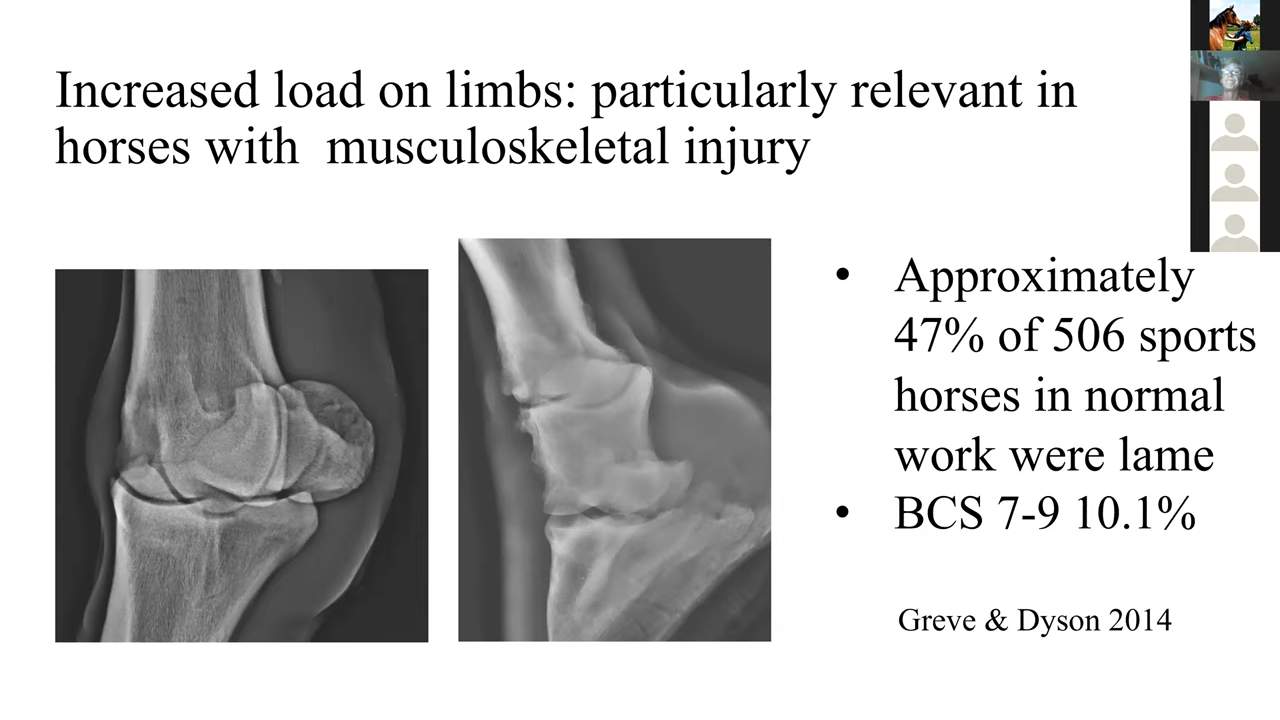 Increased load on limbs: particularly relevant in
horses with musculoskeletal injury
• Approximately
47% of 506 sports
horses in normal
work were lame
• BCS 7-9 10.1%
Greve & Dyson 2014